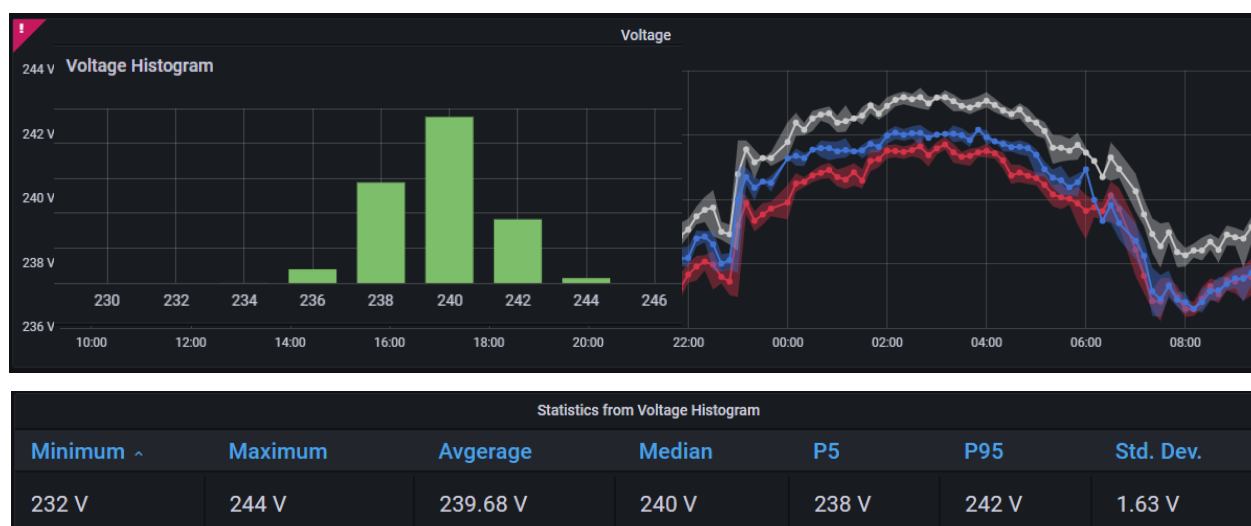 !
Voltage
244 V
Voltage Histogram
242 V
240 V
238 V
230 232 234 236 238 240 242 244 246
236 V
10:00 12:00 14:00 16:00 18:00 20:00 22:00 00:00 02:00 04:00 06:00 08:00
Statistics from Voltage Histogram
Minimum Maximum Avgerage Median P5 P95 Std. Dev.
232 V 244 V 239.68 V 240 V 238 V 242 V 1.63 V